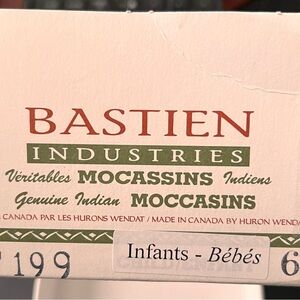 BASTIEN
INDUSTRIES
Véritables MOCASSINS Indiens
Genuine Indian MOCCASINS
CANADA PAR LES HURONS WENDAT / MADE IN CANADA BY HURON
Infants - Bébés
199
6